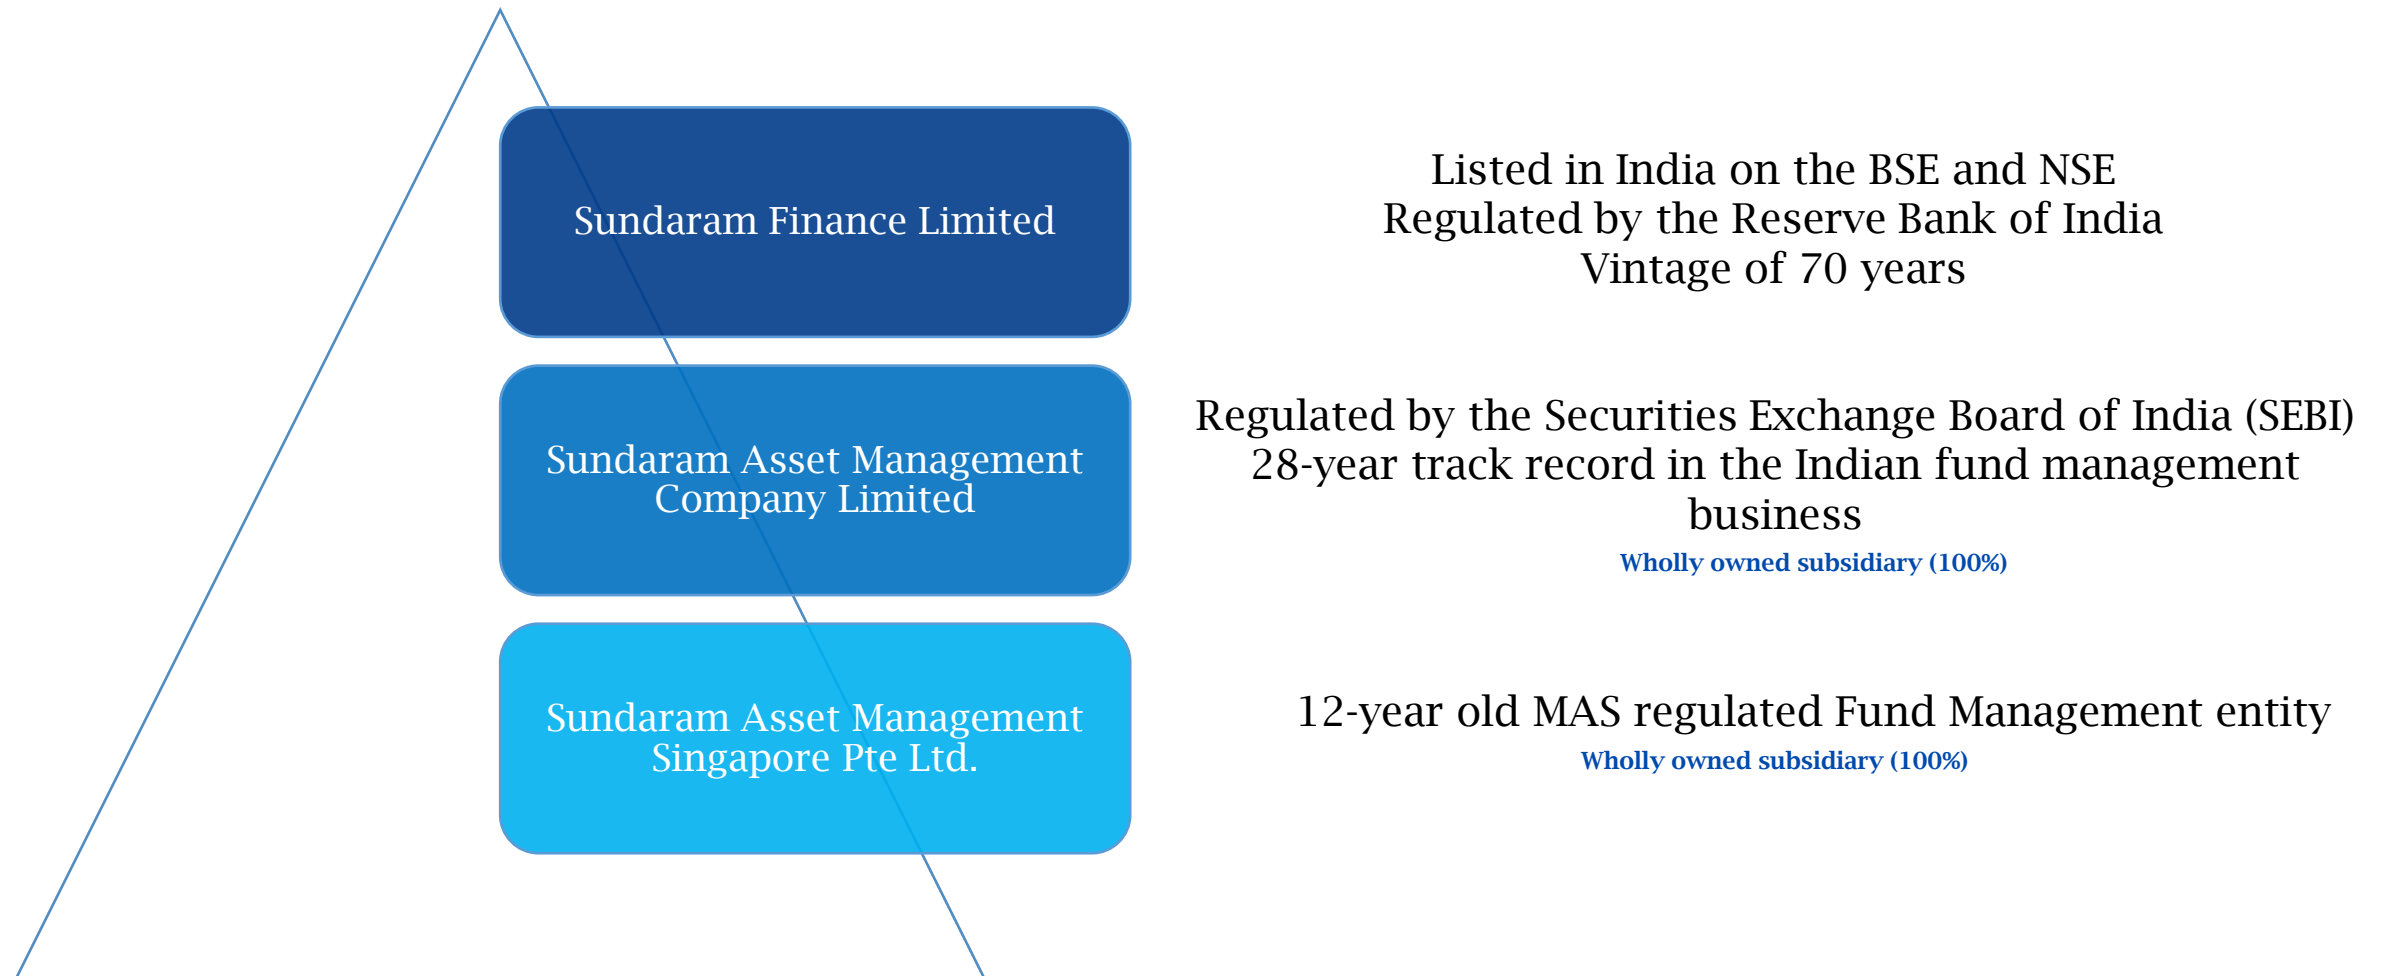 Sundaram Finance Limited
Listed in India on the BSE and NSE
Regulated by the Reserve Bank of India
Vintage of 70 years
Sundaram Asset Management
Company Limited
Regulated by the Securities Exchange Board of India (SEBI)
28-year track record in the Indian fund management
business
Wholly owned subsidiary (100%)
Sundaram Asset Management
Singapore Pte Ltd.
12-year old MAS regulated Fund Management entity
Wholly owned subsidiary (100%)